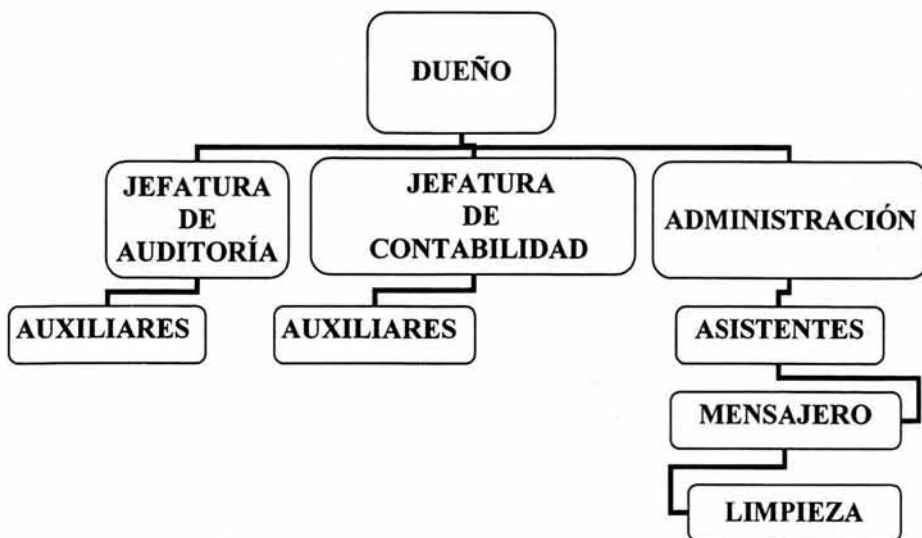 DUEÑO
JEFATURA
DE
AUDITORÍA
JEFATURA
DE
CONTABILIDAD
ADMINISTRACIÓN
AUXILIARES
AUXILIARES
ASISTENTES
MENSAJERO
LIMPIEZA